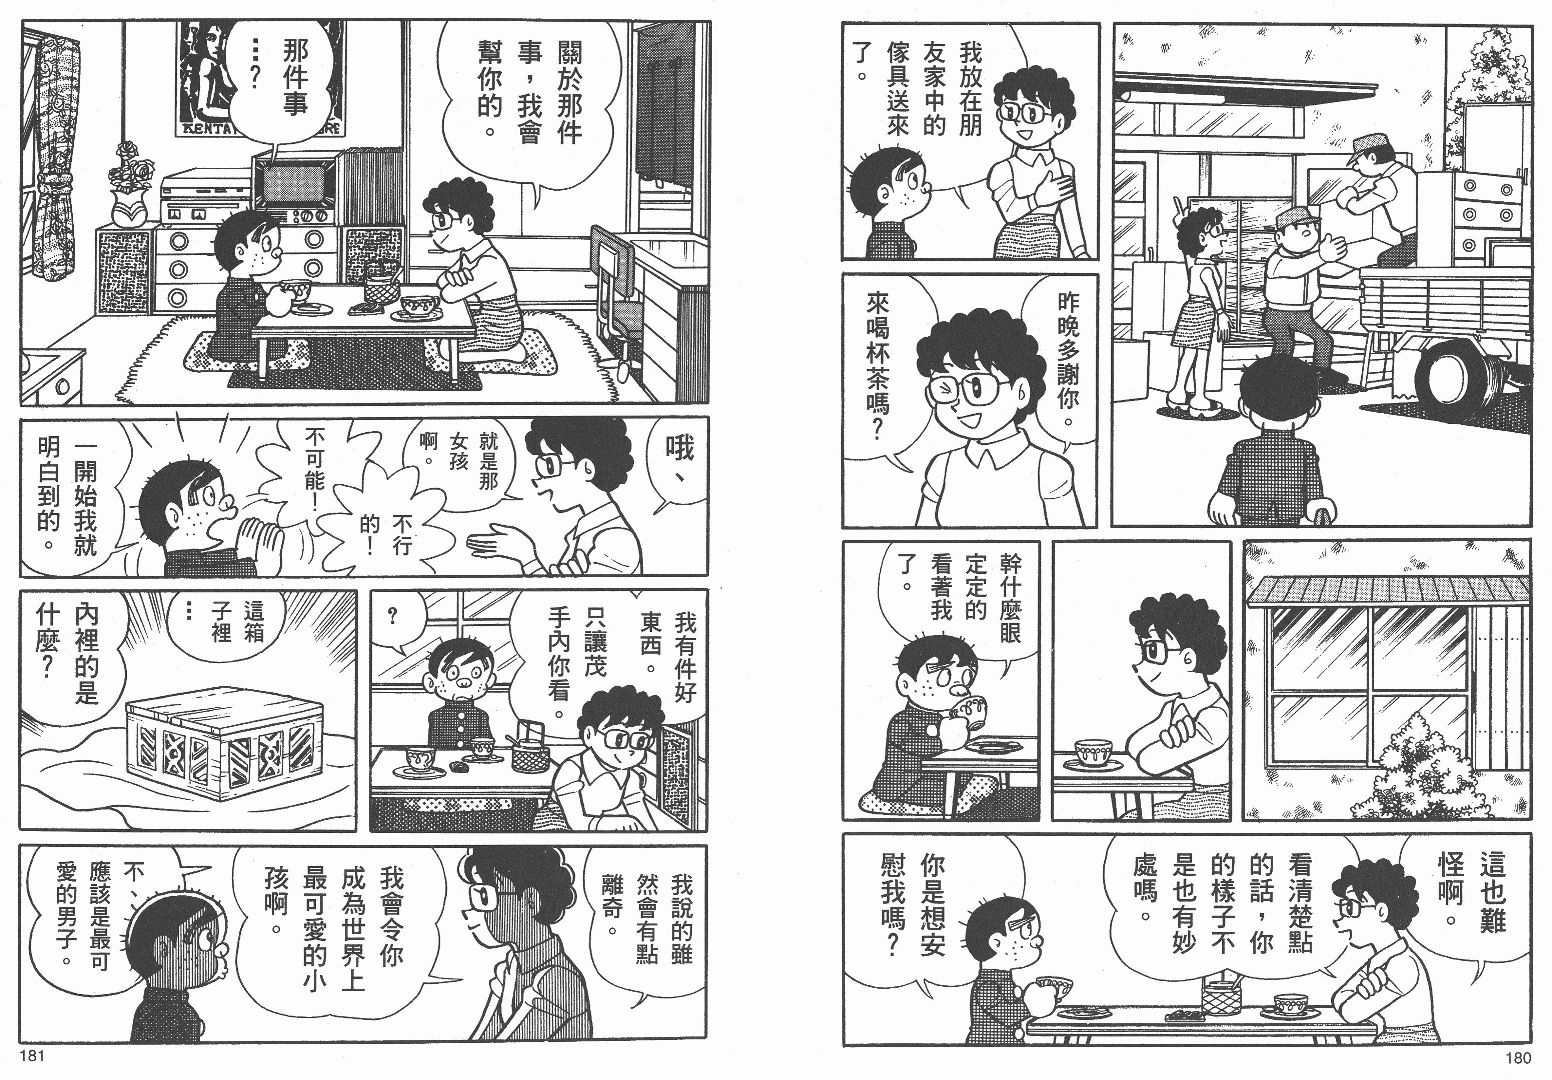 我放在朋
友家中的
傢具送來
了。
昨晚多謝你。
來喝杯茶嗎？
幹什麼眼
定定的
看著我
了。
這也難
怪啊。
看清楚點
的話，你
的樣子不
是也有妙
處嗎。
你是想安
慰我嗎？
180
關於那件
事，我會
幫你的。
那件事
…？
KENTA
RE
哦、
就是那
女孩
啊。
不行
的！
不可能！
一開始我就
明白到的。
我有件好
東西。
只讓茂
手內你看。
？
這箱
子裡
…
內裡的是
什麼？
我說的雖
然會有點
離奇。
我會令你
成為世界上
最可愛的小
孩啊。
不、
應該是最可
愛的男子。
181